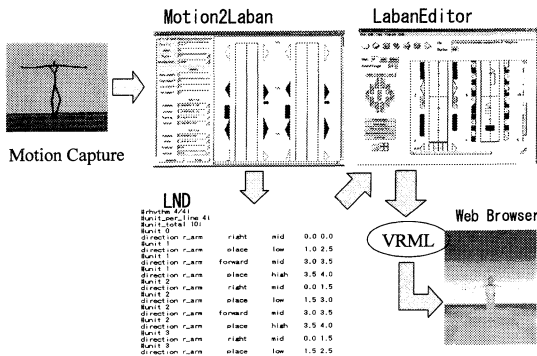 Motion2Laban
LabanEditor
Motion Capture
LND
#rhythm 4/4;
#unit_per_line 4;
#unit_total 10;
#unit 0
direction r_arm right mid 0.0 0.0
#unit 1
direction r_arm place low 1.0 2.5
#unit 1
direction r_arm forward mid 3.0 3.5
#unit 1
direction r_arm place high 3.5 4.0
#unit 2
direction r_arm right mid 0.0 1.5
#unit 2
direction r_arm place low 1.5 3.0
#unit 2
direction r_arm forward mid 3.0 3.5
#unit 2
direction r_arm place high 3.5 4.0
#unit 3
direction r_arm right mid 0.0 1.5
#unit 3
direction r_arm place low 1.5 2.5
VRML
Web Browser